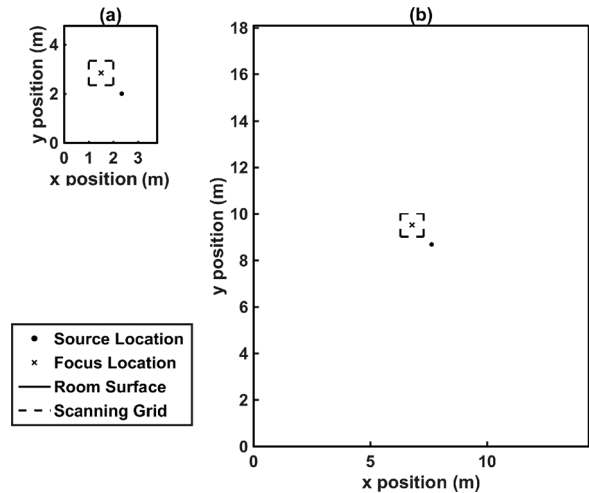 (a)
y position (m)
4
2
0
0 1 2 3
x position (m)
(b)
y position (m)
18
16
14
12
10
8
6
4
2
0
0 5 10
x position (m)
Source Location
Focus Location
Room Surface
Scanning Grid